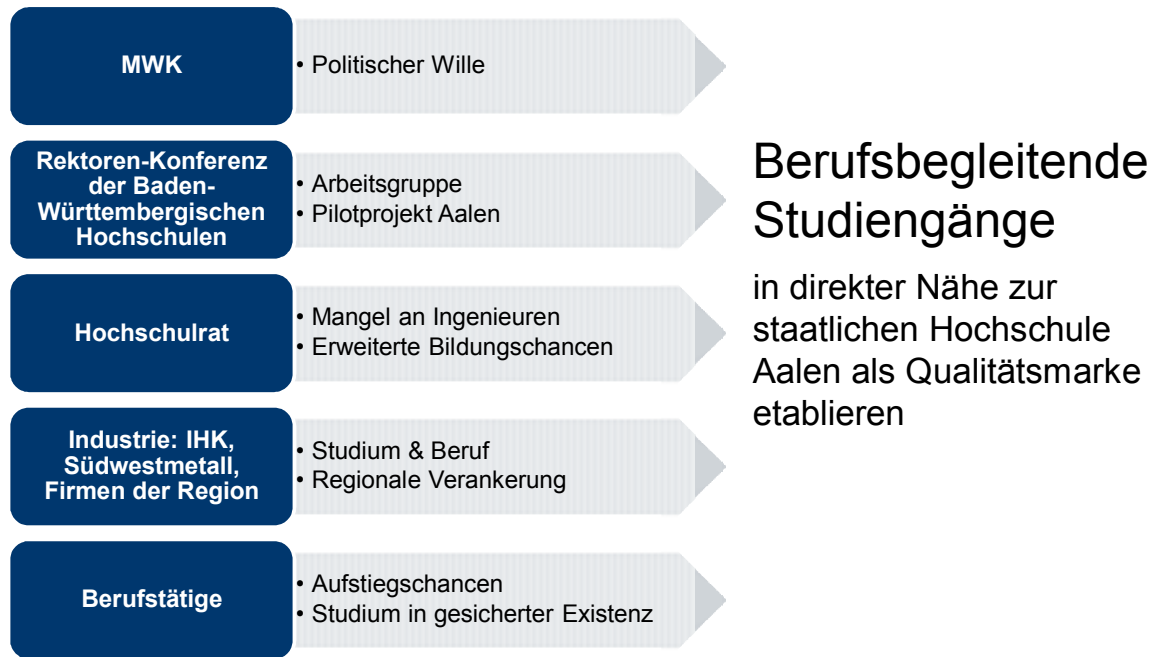 MWK
• Politischer Wille
Rektoren-Konferenz
der Baden-
Württembergischen
Hochschulen
• Arbeitsgruppe
• Pilotprojekt Aalen
Hochschulrat
• Mangel an Ingenieuren
• Erweiterte Bildungschancen
Industrie: IHK,
Südwestmetall,
Firmen der Region
• Studium & Beruf
• Regionale Verankerung
Berufstätige
• Aufstiegschancen
• Studium in gesicherter Existenz
Berufsbegleitende
Studiengänge
in direkter Nähe zur
staatlichen Hochschule
Aalen als Qualitätsmarke
etablieren